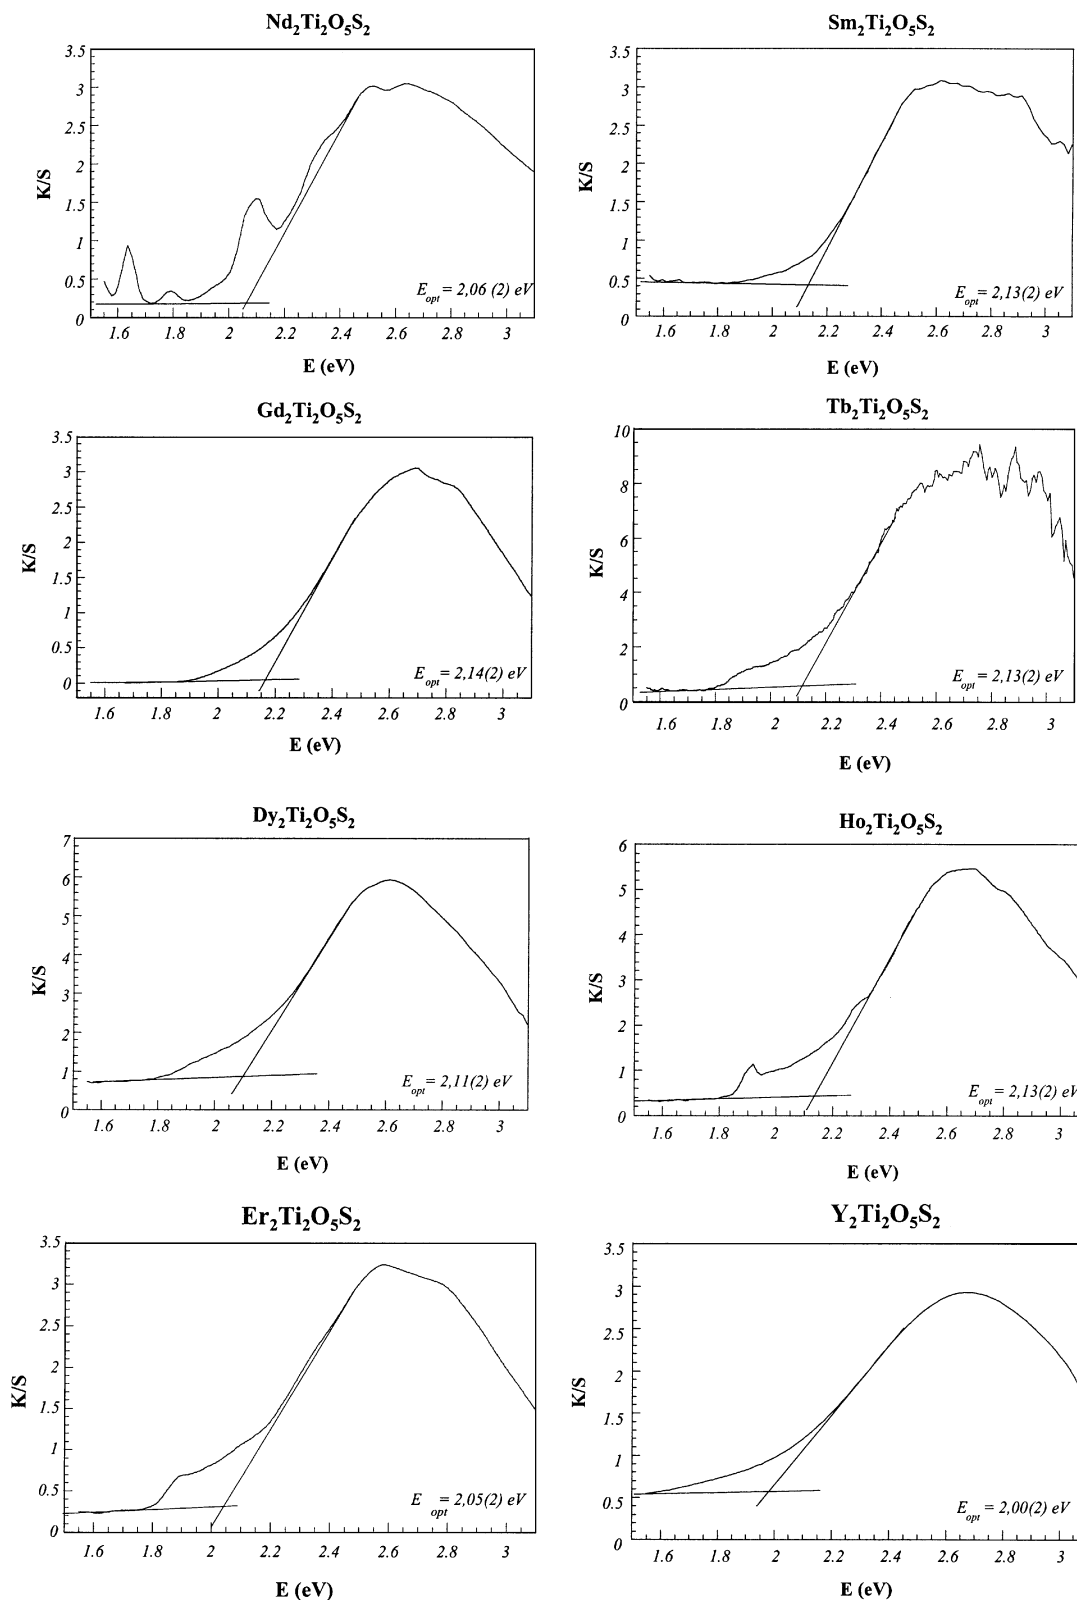 Nd₂Ti₂O₅S₂
3.5
3
2.5
2
1.5
1
0.5
0
K/S
E_opt = 2,06 (2) eV
1.6 1.8 2 2.2 2.4 2.6 2.8 3
E (eV)
Sm₂Ti₂O₅S₂
3.5
3
2.5
2
1.5
1
0.5
0
K/S
E_opt = 2,13(2) eV
1.6 1.8 2 2.2 2.4 2.6 2.8 3
E (eV)
Gd₂Ti₂O₅S₂
3.5
3
2.5
2
1.5
1
0.5
0
K/S
E_opt = 2,14(2) eV
1.6 1.8 2 2.2 2.4 2.6 2.8 3
E (eV)
Tb₂Ti₂O₅S₂
10
8
6
4
2
0
K/S
E_opt = 2,13(2) eV
1.6 1.8 2 2.2 2.4 2.6 2.8 3
E (eV)
Dy₂Ti₂O₅S₂
7
6
5
4
3
2
1
0
K/S
E_opt = 2,11(2) eV
1.6 1.8 2 2.2 2.4 2.6 2.8 3
E (eV)
Ho₂Ti₂O₅S₂
6
5
4
3
2
1
0
K/S
E_opt = 2,13(2) eV
1.6 1.8 2 2.2 2.4 2.6 2.8 3
E (eV)
Er₂Ti₂O₅S₂
3.5
3
2.5
2
1.5
1
0.5
0
K/S
E_opt = 2,05(2) eV
1.6 1.8 2 2.2 2.4 2.6 2.8 3
E (eV)
Y₂Ti₂O₅S₂
3.5
3
2.5
2
1.5
1
0.5
0
K/S
E_opt = 2,00(2) eV
1.6 1.8 2 2.2 2.4 2.6 2.8 3
E (eV)